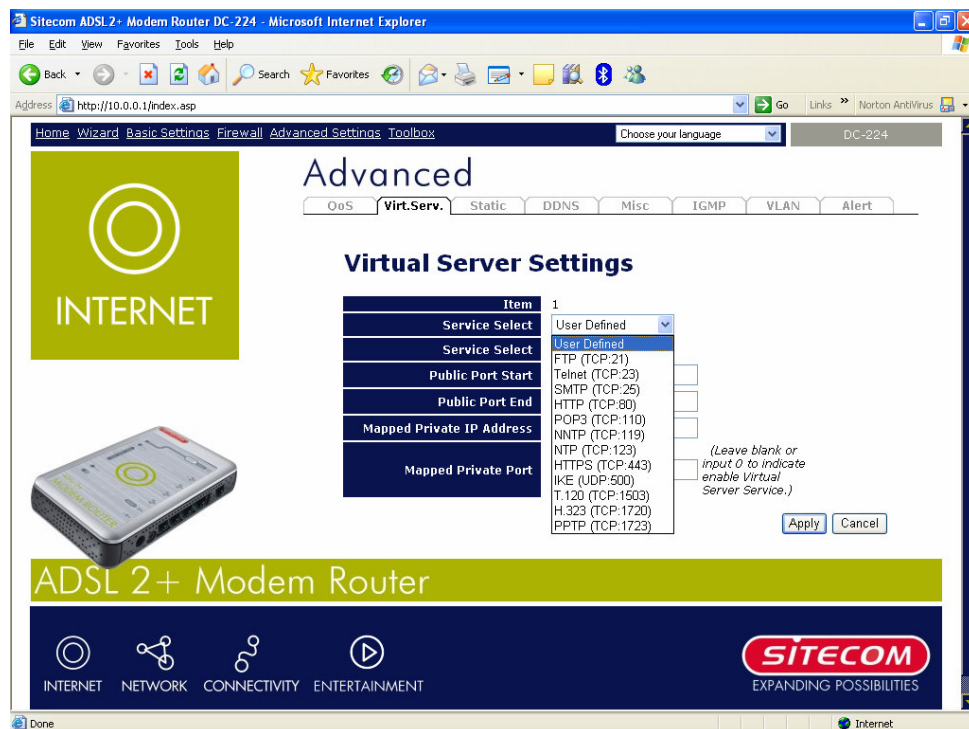 Sitecom ADSL2+ Modem Router DC-224 - Microsoft Internet Explorer
File Edit View Favorites Tools Help
Back Search Favorites
Address http://10.0.0.1/index.asp Go Links » Norton AntiVirus
Home Wizard Basic Settings Firewall Advanced Settings Toolbox Choose your language DC-224
Advanced
QoS Virt.Serv. Static DDNS Misc IGMP VLAN Alert
INTERNET
Virtual Server Settings
Item 1
Service Select User Defined
Service Select
Public Port Start
Public Port End
Mapped Private IP Address
Mapped Private Port
User Defined
FTP (TCP:21)
Telnet (TCP:23)
SMTP (TCP:25)
HTTP (TCP:80)
POP3 (TCP:110)
NNTP (TCP:119)
NTP (TCP:123)
HTTPS (TCP:443)
IKE (UDP:500)
T.120 (TCP:1503)
H.323 (TCP:1720)
PPTP (TCP:1723)
(Leave blank or
input 0 to indicate
enable Virtual
Server Service.)
Apply Cancel
MODEM ROUTER
ADSL 2+ Modem Router
INTERNET NETWORK CONNECTIVITY ENTERTAINMENT
SITECOM
EXPANDING POSSIBILITIES
Done Internet